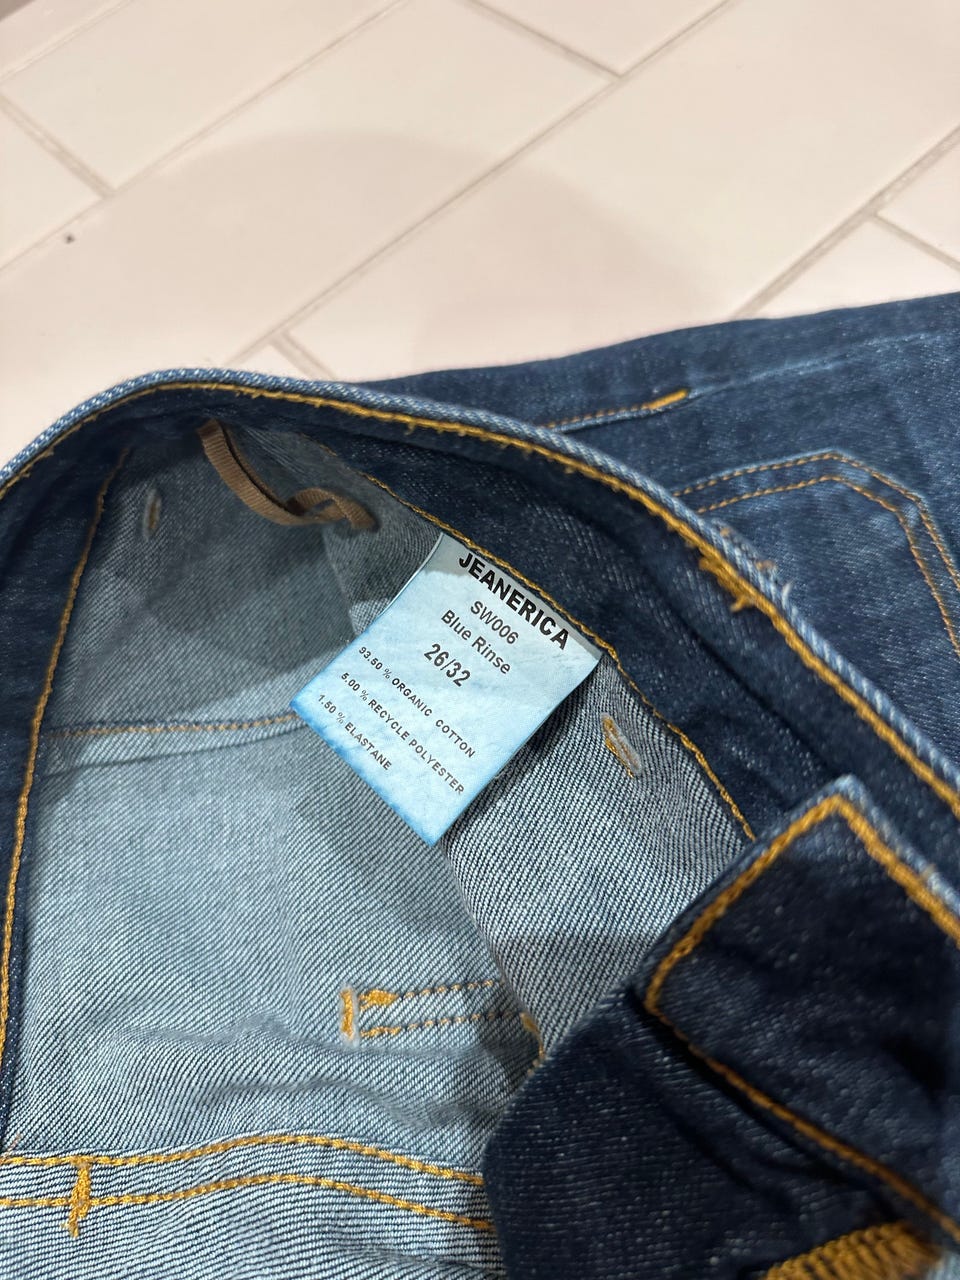 JEANERICA
SW006
Blue Rinse
26/32
93.50 % ORGANIC COTTON
5.00 % RECYCLE POLYESTER
1.50 % ELASTANE